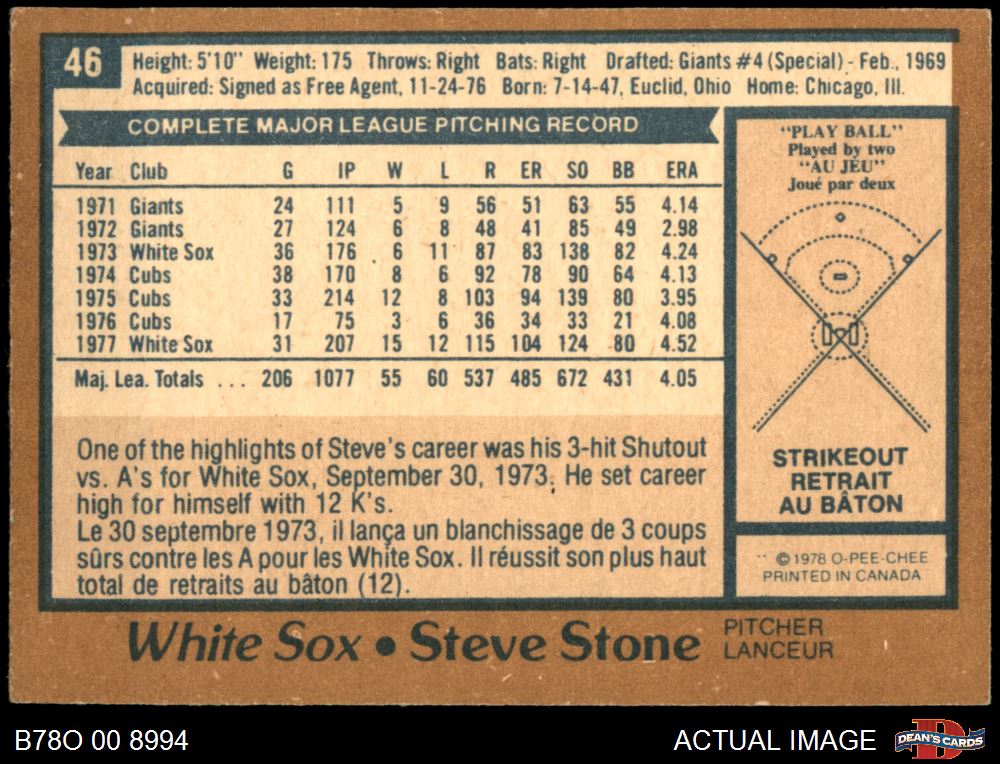 46
Height: 5'10" Weight: 175 Throws: Right Bats: Right Drafted: Giants #4 (Special) - Feb., 1969
Acquired: Signed as Free Agent, 11-24-76 Born: 7-14-47, Euclid, Ohio Home: Chicago, Ill.
COMPLETE MAJOR LEAGUE PITCHING RECORD
Year Club G IP W L R ER SO BB ERA
1971 Giants 24 111 5 9 56 51 63 55 4.14
1972 Giants 27 124 6 8 48 41 85 49 2.98
1973 White Sox 36 176 6 11 87 83 138 82 4.24
1974 Cubs 38 170 8 6 92 78 90 64 4.13
1975 Cubs 33 214 12 8 103 94 139 80 3.95
1976 Cubs 17 75 3 6 36 34 33 21 4.08
1977 White Sox 31 207 15 12 115 104 124 80 4.52
Maj. Lea. Totals ... 206 1077 55 60 537 485 672 431 4.05
One of the highlights of Steve's career was his 3-hit Shutout
vs. A's for White Sox, September 30, 1973. He set career
high for himself with 12 K's.
Le 30 septembre 1973, il lança un blanchissage de 3 coups
sûrs contre les A pour les White Sox. Il réussit son plus haut
total de retraits au bâton (12).
"PLAY BALL"
Played by two
"AU JEU"
Joué par deux
STRIKEOUT
RETRAIT
AU BÂTON
© 1978 O-PEE-CHEE
PRINTED IN CANADA
White Sox • Steve Stone
PITCHER
LANCEUR
B78O 00 8994
ACTUAL IMAGE
DEAN'S CARDS